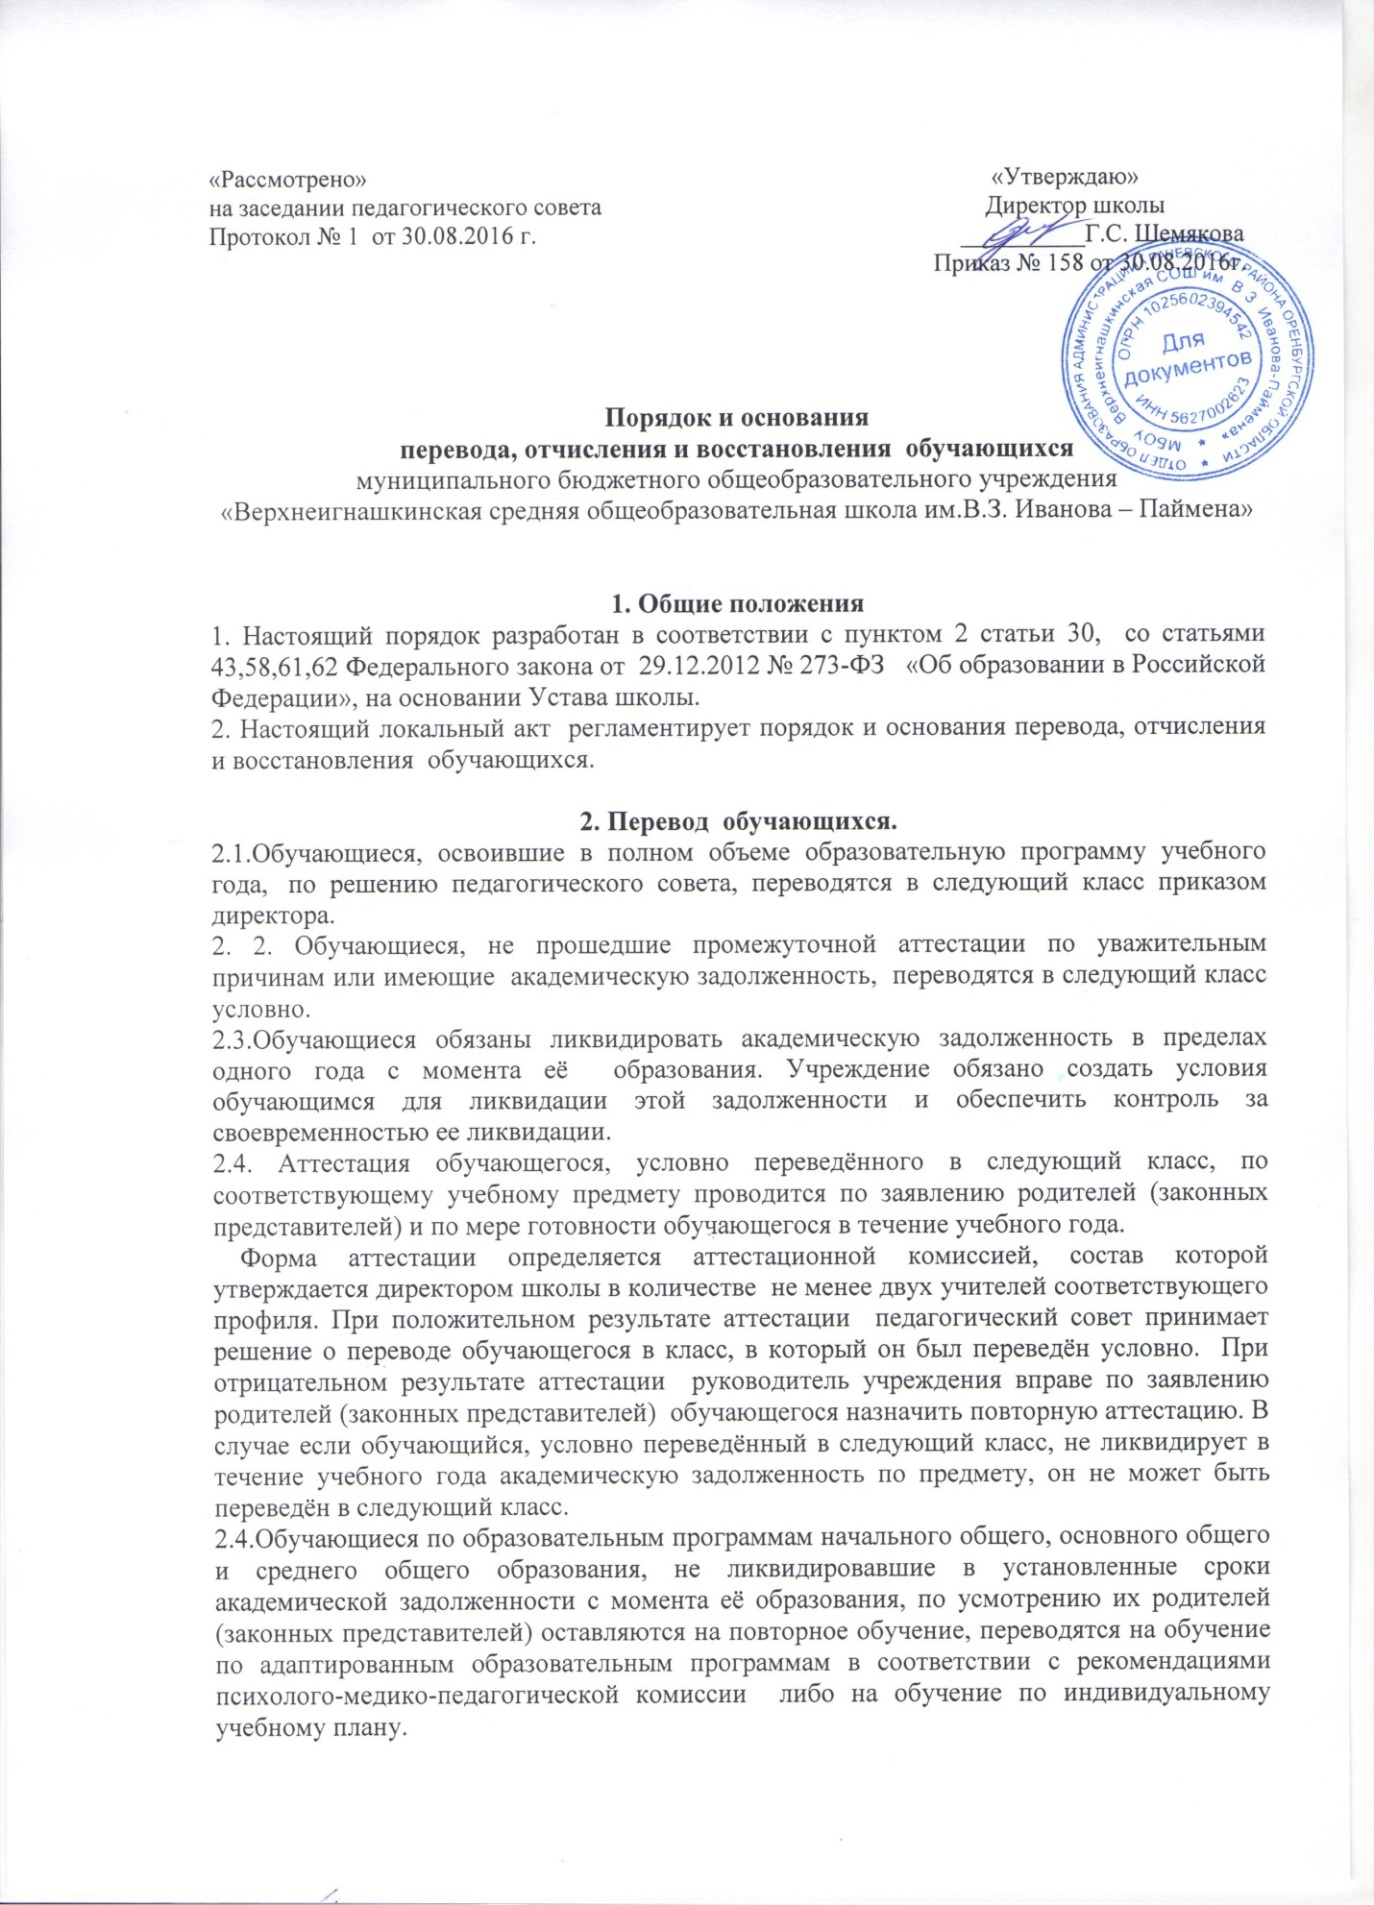 «Рассмотрено»
на заседании педагогического совета
Протокол № 1 от 30.08.2016 г.
«Утверждаю»
Директор школы
__________Г.С. Шемякова
Приказ № 158 от 30.08.2016г.
ОТДЕЛ ОБРАЗОВАНИЯ АДМИНИСТРАЦИИ ГРАЧЕВСКОГО РАЙОНА ОРЕНБУРГСКОЙ ОБЛАСТИ
МБОУ Верхнеигнашкинская СОШ им В З Иванова-Паймена»
ОГРН 1025602394542
Для
документов
ИНН 5627002623
Порядок и основания
перевода, отчисления и восстановления обучающихся
муниципального бюджетного общеобразовательного учреждения
«Верхнеигнашкинская средняя общеобразовательная школа им.В.З. Иванова – Паймена»
1. Общие положения
1. Настоящий порядок разработан в соответствии с пунктом 2 статьи 30, со статьями
43,58,61,62 Федерального закона от 29.12.2012 № 273-ФЗ «Об образовании в Российской
Федерации», на основании Устава школы.
2. Настоящий локальный акт регламентирует порядок и основания перевода, отчисления
и восстановления обучающихся.
2. Перевод обучающихся.
2.1.Обучающиеся, освоившие в полном объеме образовательную программу учебного
года, по решению педагогического совета, переводятся в следующий класс приказом
директора.
2. 2. Обучающиеся, не прошедшие промежуточной аттестации по уважительным
причинам или имеющие академическую задолженность, переводятся в следующий класс
условно.
2.3.Обучающиеся обязаны ликвидировать академическую задолженность в пределах
одного года с момента её образования. Учреждение обязано создать условия
обучающимся для ликвидации этой задолженности и обеспечить контроль за
своевременностью ее ликвидации.
2.4. Аттестация обучающегося, условно переведённого в следующий класс, по
соответствующему учебному предмету проводится по заявлению родителей (законных
представителей) и по мере готовности обучающегося в течение учебного года.
Форма аттестации определяется аттестационной комиссией, состав которой
утверждается директором школы в количестве не менее двух учителей соответствующего
профиля. При положительном результате аттестации педагогический совет принимает
решение о переводе обучающегося в класс, в который он был переведён условно. При
отрицательном результате аттестации руководитель учреждения вправе по заявлению
родителей (законных представителей) обучающегося назначить повторную аттестацию. В
случае если обучающийся, условно переведённый в следующий класс, не ликвидирует в
течение учебного года академическую задолженность по предмету, он не может быть
переведён в следующий класс.
2.4.Обучающиеся по образовательным программам начального общего, основного общего
и среднего общего образования, не ликвидировавшие в установленные сроки
академической задолженности с момента её образования, по усмотрению их родителей
(законных представителей) оставляются на повторное обучение, переводятся на обучение
по адаптированным образовательным программам в соответствии с рекомендациями
психолого-медико-педагогической комиссии либо на обучение по индивидуальному
учебному плану.